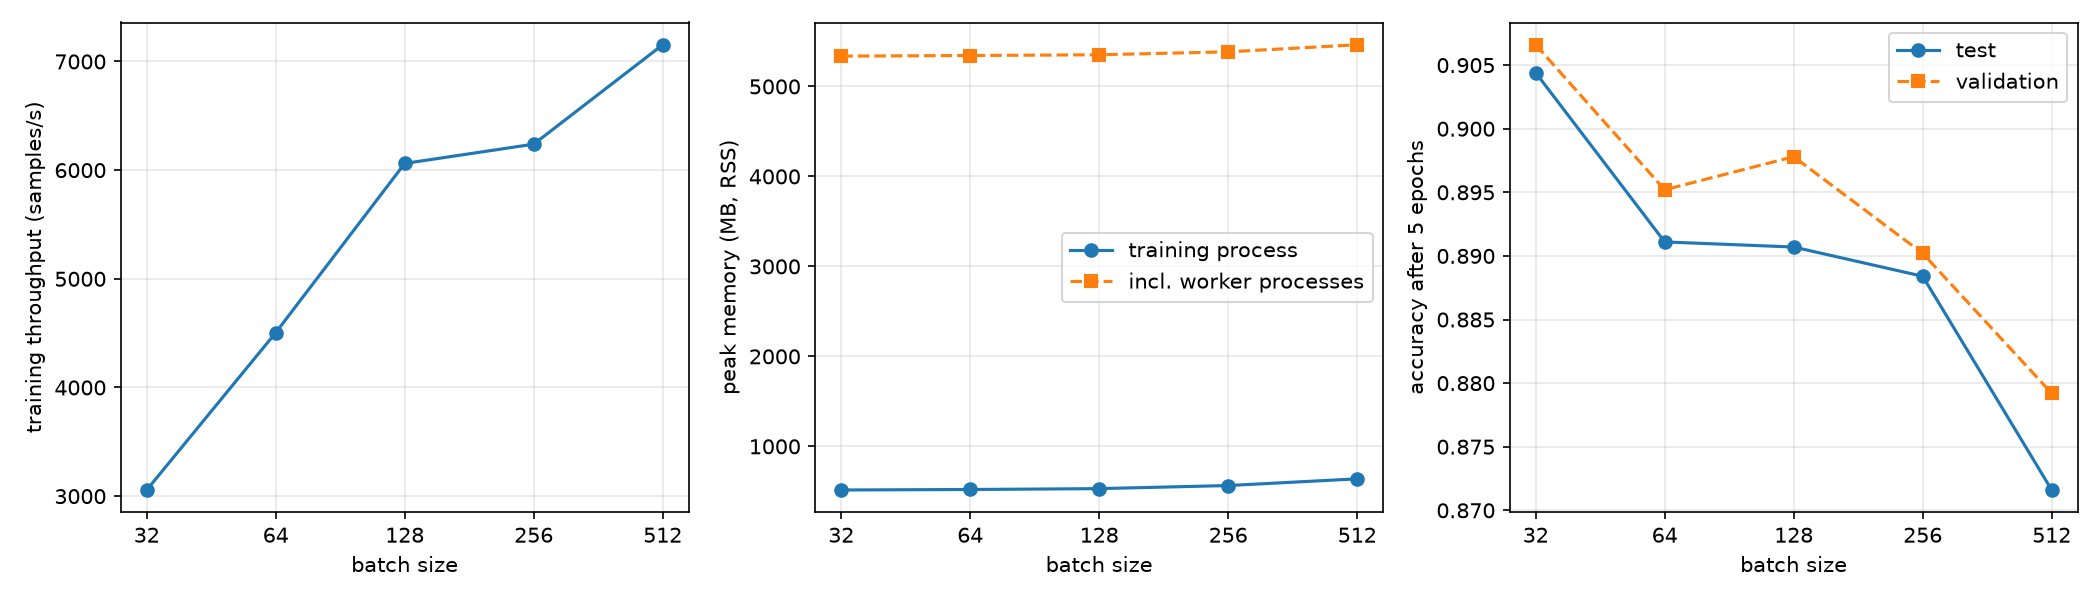 training throughput (samples/s)
7000
6000
5000
4000
3000
32 64 128 256 512
batch size
peak memory (MB, RSS)
5000
4000
3000
2000
1000
training process
incl. worker processes
32 64 128 256 512
batch size
accuracy after 5 epochs
0.905
0.900
0.895
0.890
0.885
0.880
0.875
0.870
test
validation
32 64 128 256 512
batch size